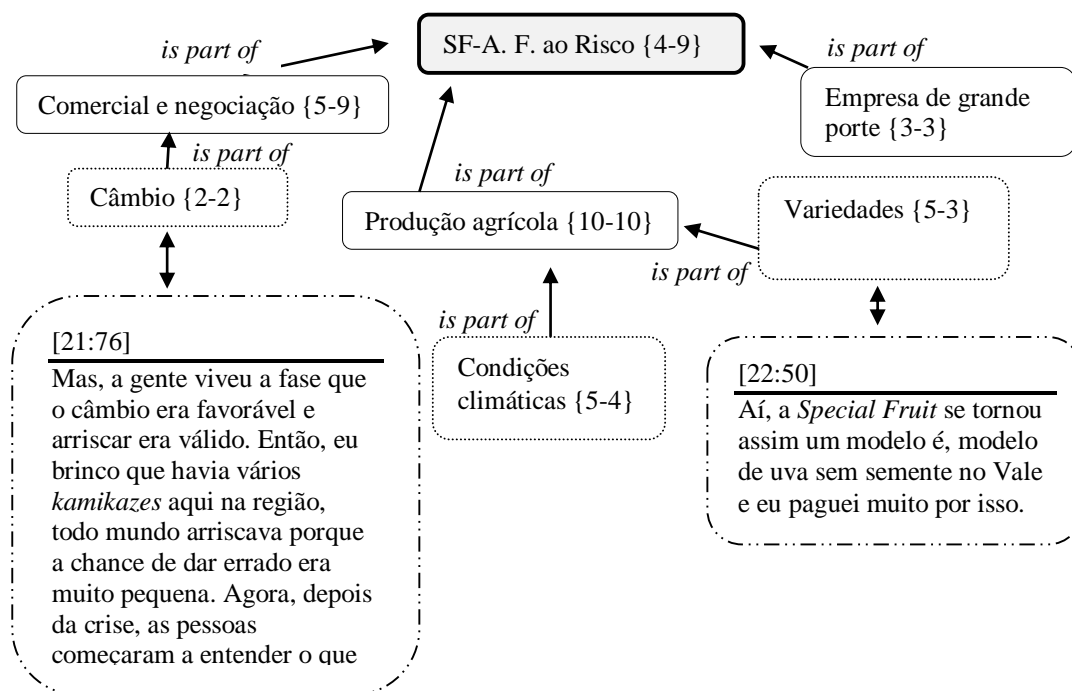 SF-A. F. ao Risco {4-9}
is part of
is part of
Comercial e negociação {5-9}
Empresa de grande
porte {3-3}
is part of
Câmbio {2-2}
is part of
Produção agrícola {10-10}
Variedades {5-3}
is part of
is part of
Condições
climáticas {5-4}
[21:76]
Mas, a gente viveu a fase que
o câmbio era favorável e
arriscar era válido. Então, eu
brinco que havia vários
kamikazes aqui na região,
todo mundo arriscava porque
a chance de dar errado era
muito pequena. Agora, depois
da crise, as pessoas
começaram a entender o que
[22:50]
Aí, a Special Fruit se tornou
assim um modelo é, modelo
de uva sem semente no Vale
e eu paguei muito por isso.